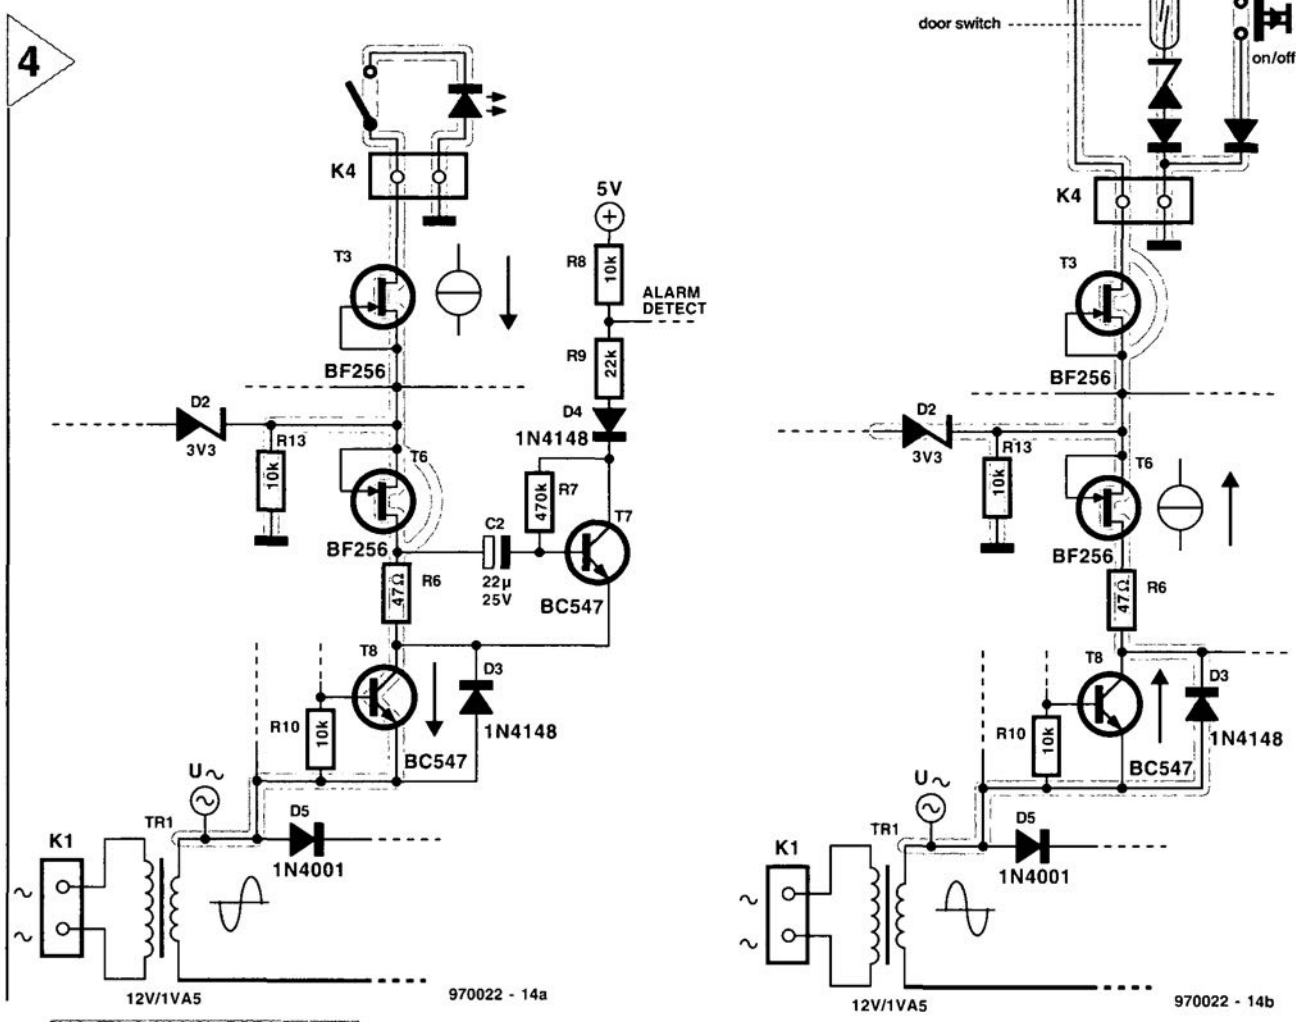 4
K4
5V
T3
R8
10k
ALARM
DETECT
BF256
R9
22k
D2
3V3
R13
10k
T6
D4
1N4148
R7
470k
T7
BF256
C2
22µ
25V
BC547
R6
47Ω
T8
D3
1N4148
R10
10k
BC547
U~
TR1
D5
1N4001
K1
~
~
12V/1VA5
970022 - 14a
door switch
on/off
K4
T3
BF256
D2
3V3
R13
10k
T6
BF256
R6
47Ω
T8
D3
1N4148
R10
10k
BC547
U~
TR1
D5
1N4001
K1
~
~
12V/1VA5
970022 - 14b